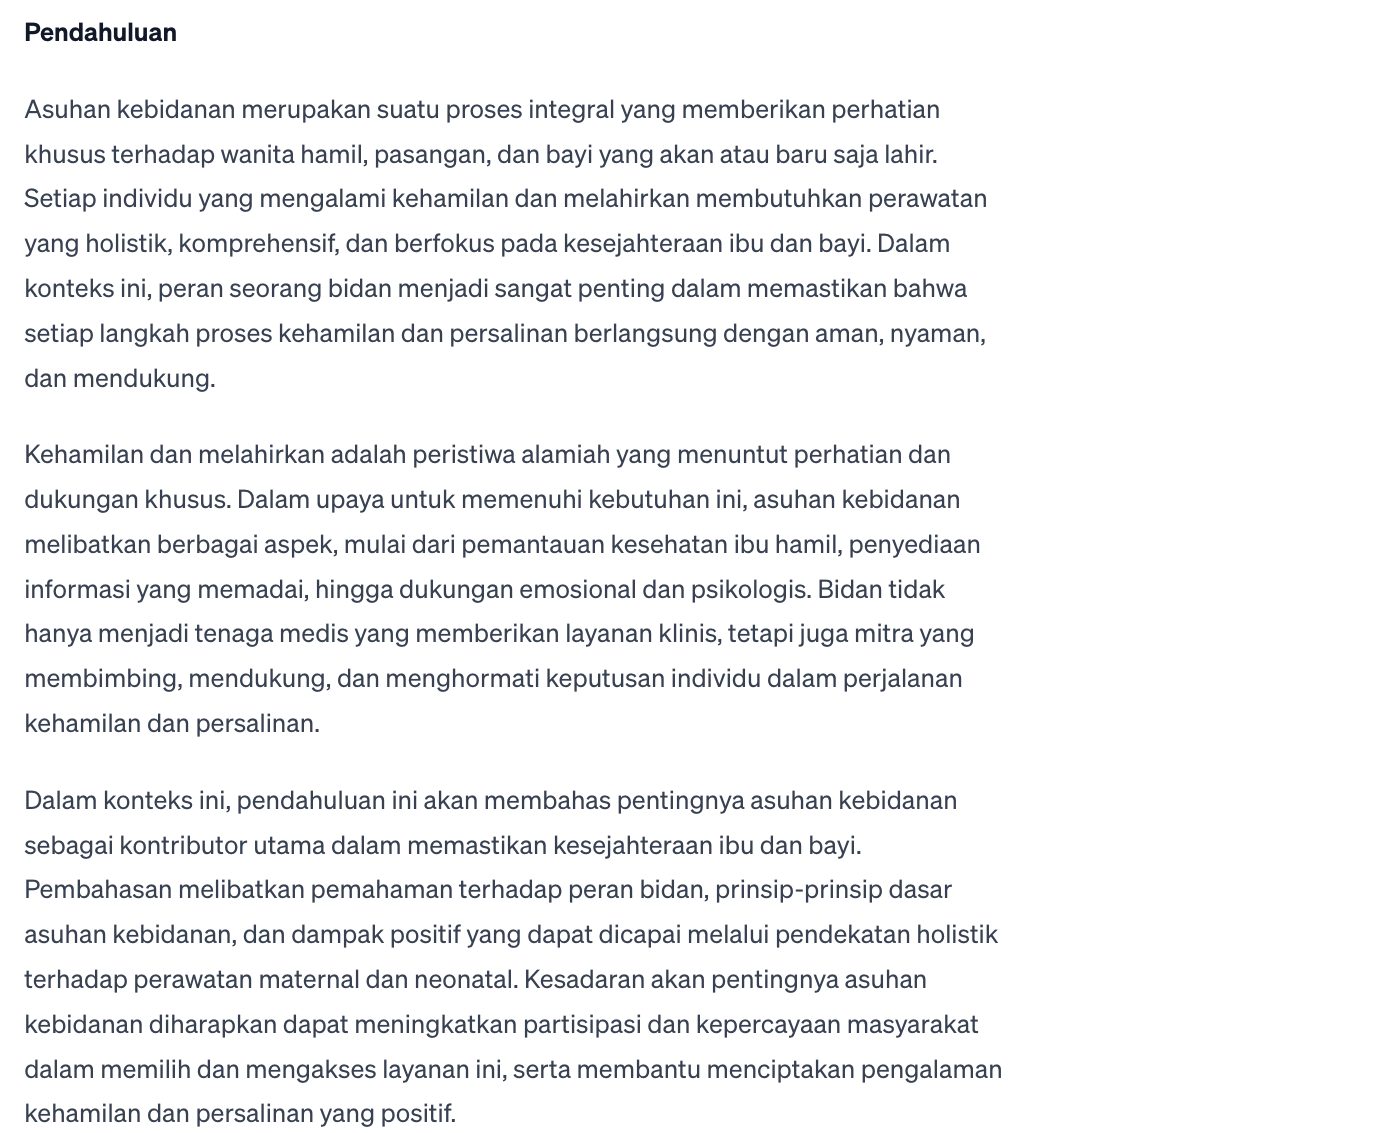 Pendahuluan
Asuhan kebidanan merupakan suatu proses integral yang memberikan perhatian
khusus terhadap wanita hamil, pasangan, dan bayi yang akan atau baru saja lahir.
Setiap individu yang mengalami kehamilan dan melahirkan membutuhkan perawatan
yang holistik, komprehensif, dan berfokus pada kesejahteraan ibu dan bayi. Dalam
konteks ini, peran seorang bidan menjadi sangat penting dalam memastikan bahwa
setiap langkah proses kehamilan dan persalinan berlangsung dengan aman, nyaman,
dan mendukung.
Kehamilan dan melahirkan adalah peristiwa alamiah yang menuntut perhatian dan
dukungan khusus. Dalam upaya untuk memenuhi kebutuhan ini, asuhan kebidanan
melibatkan berbagai aspek, mulai dari pemantauan kesehatan ibu hamil, penyediaan
informasi yang memadai, hingga dukungan emosional dan psikologis. Bidan tidak
hanya menjadi tenaga medis yang memberikan layanan klinis, tetapi juga mitra yang
membimbing, mendukung, dan menghormati keputusan individu dalam perjalanan
kehamilan dan persalinan.
Dalam konteks ini, pendahuluan ini akan membahas pentingnya asuhan kebidanan
sebagai kontributor utama dalam memastikan kesejahteraan ibu dan bayi.
Pembahasan melibatkan pemahaman terhadap peran bidan, prinsip-prinsip dasar
asuhan kebidanan, dan dampak positif yang dapat dicapai melalui pendekatan holistik
terhadap perawatan maternal dan neonatal. Kesadaran akan pentingnya asuhan
kebidanan diharapkan dapat meningkatkan partisipasi dan kepercayaan masyarakat
dalam memilih dan mengakses layanan ini, serta membantu menciptakan pengalaman
kehamilan dan persalinan yang positif.